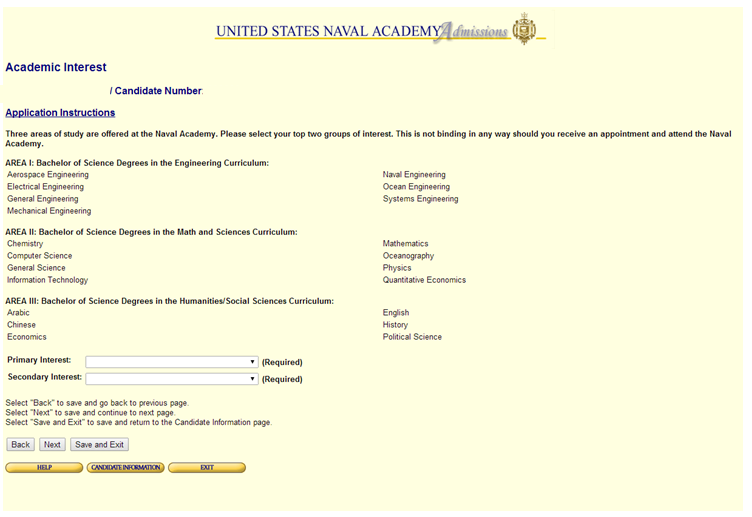 UNITED STATES NAVAL ACADEMY Admissions
Academic Interest
/ Candidate Number:
Application Instructions
Three areas of study are offered at the Naval Academy. Please select your top two groups of interest. This is not binding in any way should you receive an appointment and attend the Naval
Academy.
AREA I: Bachelor of Science Degrees in the Engineering Curriculum:
Aerospace Engineering Naval Engineering
Electrical Engineering Ocean Engineering
General Engineering Systems Engineering
Mechanical Engineering
AREA II: Bachelor of Science Degrees in the Math and Sciences Curriculum:
Chemistry Mathematics
Computer Science Oceanography
General Science Physics
Information Technology Quantitative Economics
AREA III: Bachelor of Science Degrees in the Humanities/Social Sciences Curriculum:
Arabic English
Chinese History
Economics Political Science
Primary Interest: (Required)
Secondary Interest: (Required)
Select "Back" to save and go back to previous page.
Select "Next" to save and continue to next page.
Select "Save and Exit" to save and return to the Candidate Information page.
Back Next Save and Exit
HELP CANDIDATE INFORMATION EXIT